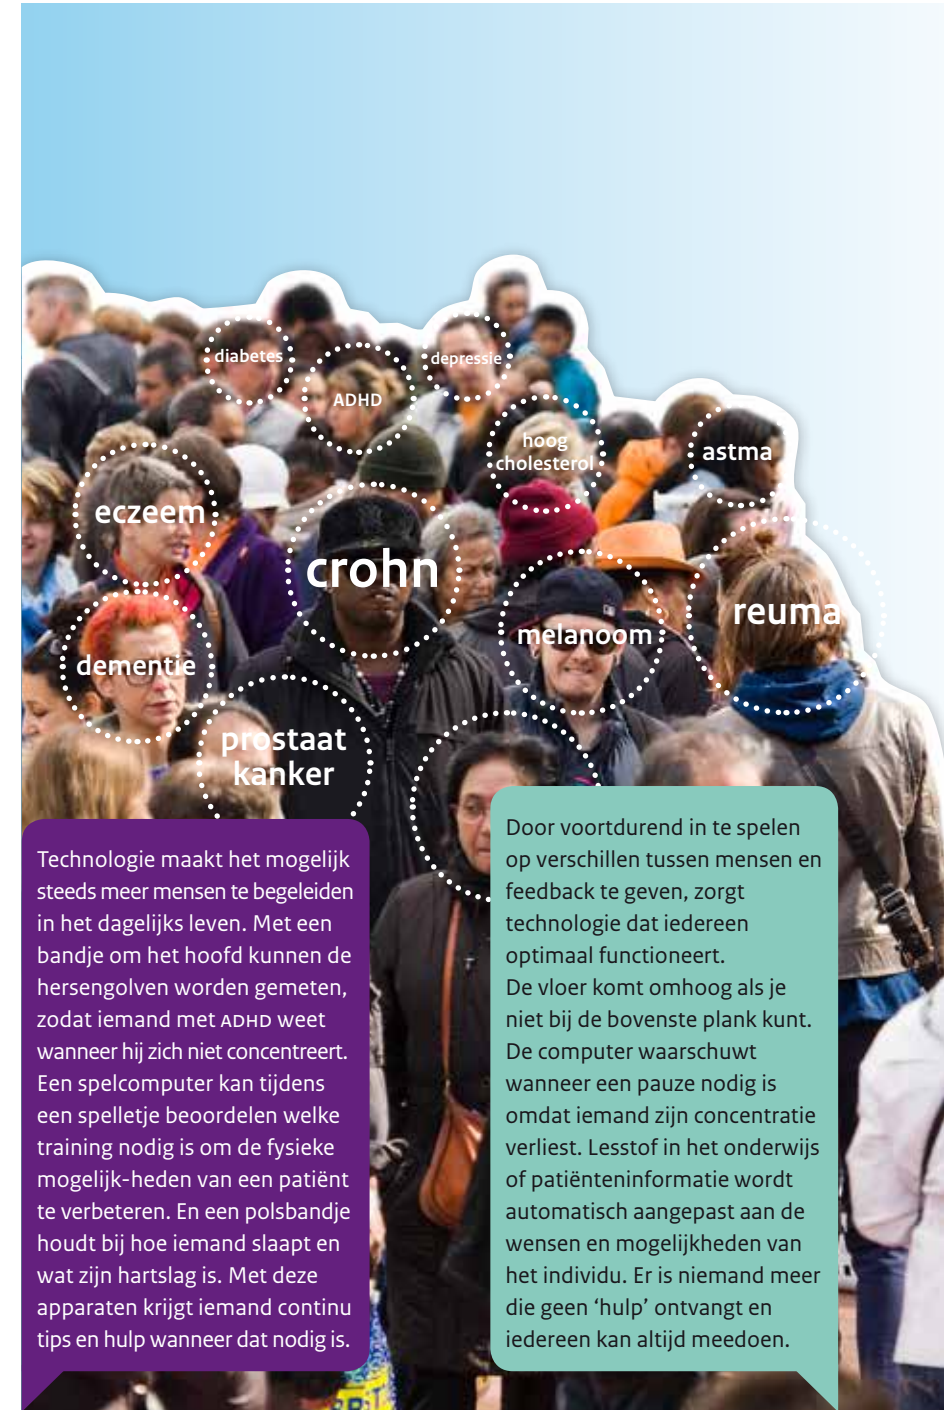 diabetes
ADHD
depressie
hoog
cholesterol
astma
eczeem
crohn
reuma
melanoom
dementie
prostaat
kanker
Technologie maakt het mogelijk
steeds meer mensen te begeleiden
in het dagelijks leven. Met een
bandje om het hoofd kunnen de
hersengolven worden gemeten,
zodat iemand met ADHD weet
wanneer hij zich niet concentreert.
Een spelcomputer kan tijdens
een spelletje beoordelen welke
training nodig is om de fysieke
mogelijk-heden van een patiënt
te verbeteren. En een polsbandje
houdt bij hoe iemand slaapt en
wat zijn hartslag is. Met deze
apparaten krijgt iemand continu
tips en hulp wanneer dat nodig is.
Door voortdurend in te spelen
op verschillen tussen mensen en
feedback te geven, zorgt
technologie dat iedereen
optimaal functioneert.
De vloer komt omhoog als je
niet bij de bovenste plank kunt.
De computer waarschuwt
wanneer een pauze nodig is
omdat iemand zijn concentratie
verliest. Lesstof in het onderwijs
of patiënteninformatie wordt
automatisch aangepast aan de
wensen en mogelijkheden van
het individu. Er is niemand meer
die geen ‘hulp’ ontvangt en
iedereen kan altijd meedoen.